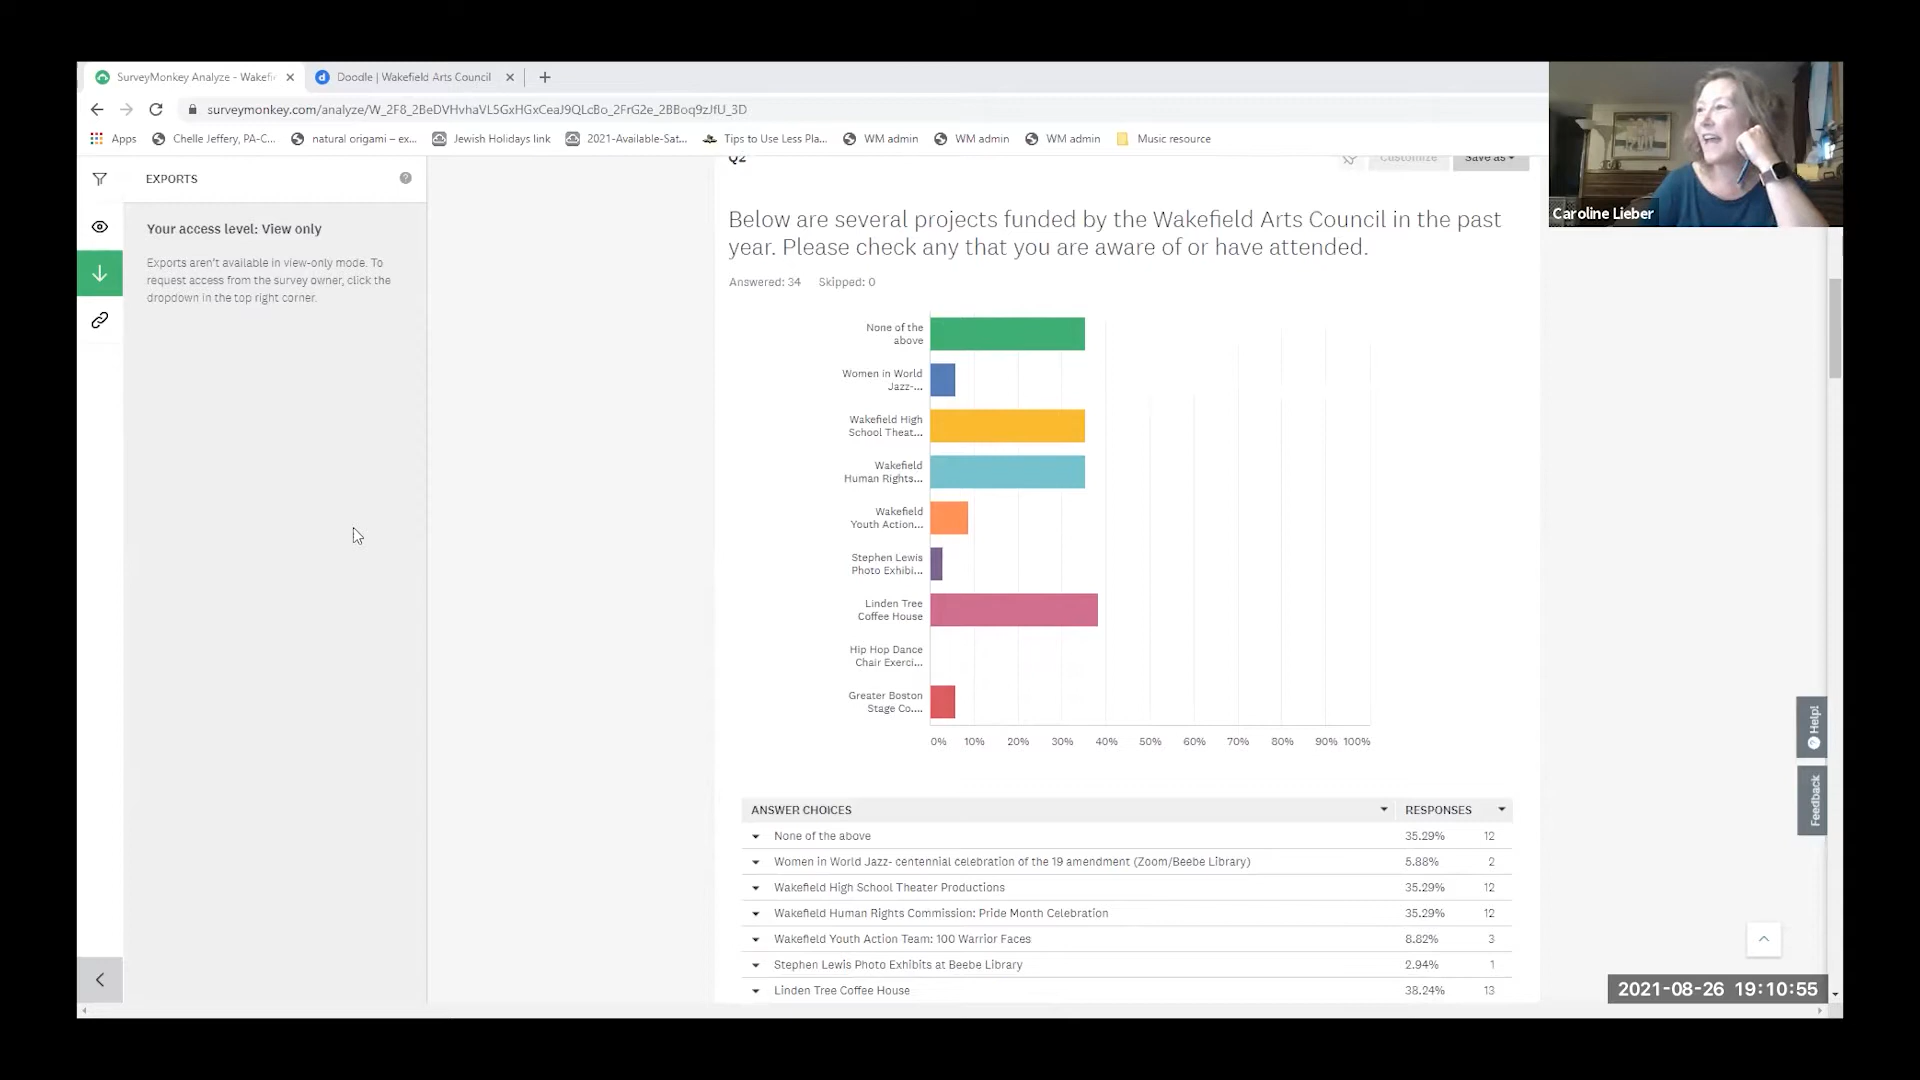 SurveyMonkey Analyze - Wakefi
Doodle | Wakefield Arts Council
surveymonkey.com/analyze/W_2F8_2BeDVHvhaVL5GxHGxCeaJ9QLcBo_2FrG2e_2BBoq9zJfU_3D
Apps
Chelle Jeffery, PA-C...
natural origami – ex...
Jewish Holidays link
2021-Available-Sat...
Tips to Use Less Pla...
WM admin
WM admin
WM admin
Music resource
Caroline Lieber
EXPORTS
Your access level: View only
Exports aren't available in view-only mode. To
request access from the survey owner, click the
dropdown in the top right corner.
Q2
Customize
Save as
Below are several projects funded by the Wakefield Arts Council in the past
year. Please check any that you are aware of or have attended.
Answered: 34 Skipped: 0
None of the
above
Women in World
Jazz-...
Wakefield High
School Theat...
Wakefield
Human Rights...
Wakefield
Youth Action...
Stephen Lewis
Photo Exhibi...
Linden Tree
Coffee House
Hip Hop Dance
Chair Exerci...
Greater Boston
Stage Co....
0% 10% 20% 30% 40% 50% 60% 70% 80% 90% 100%
ANSWER CHOICES RESPONSES
None of the above 35.29% 12
Women in World Jazz- centennial celebration of the 19 amendment (Zoom/Beebe Library) 5.88% 2
Wakefield High School Theater Productions 35.29% 12
Wakefield Human Rights Commission: Pride Month Celebration 35.29% 12
Wakefield Youth Action Team: 100 Warrior Faces 8.82% 3
Stephen Lewis Photo Exhibits at Beebe Library 2.94% 1
Linden Tree Coffee House 38.24% 13
Help!
Feedback
2021-08-26 19:10:55